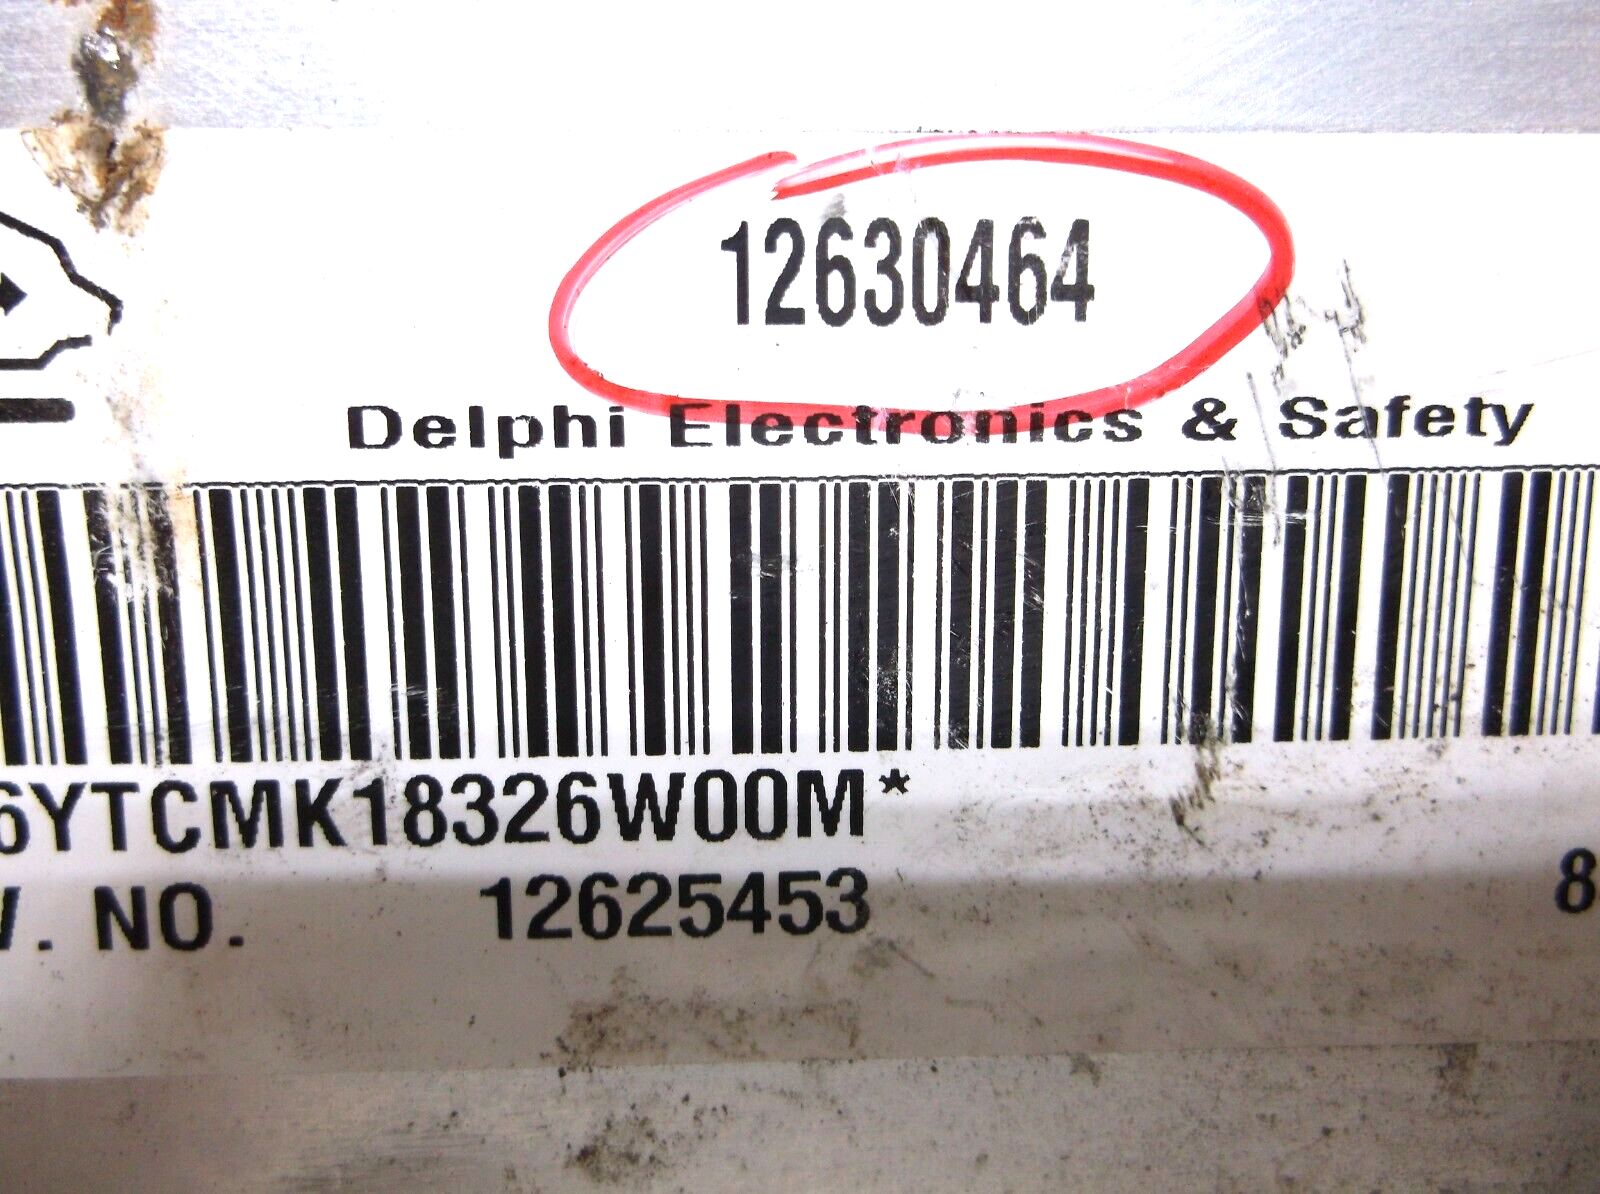 12630464
Delphi Electronics & Safety
6YTCMK18326W00M*
V. NO. 12625453 8